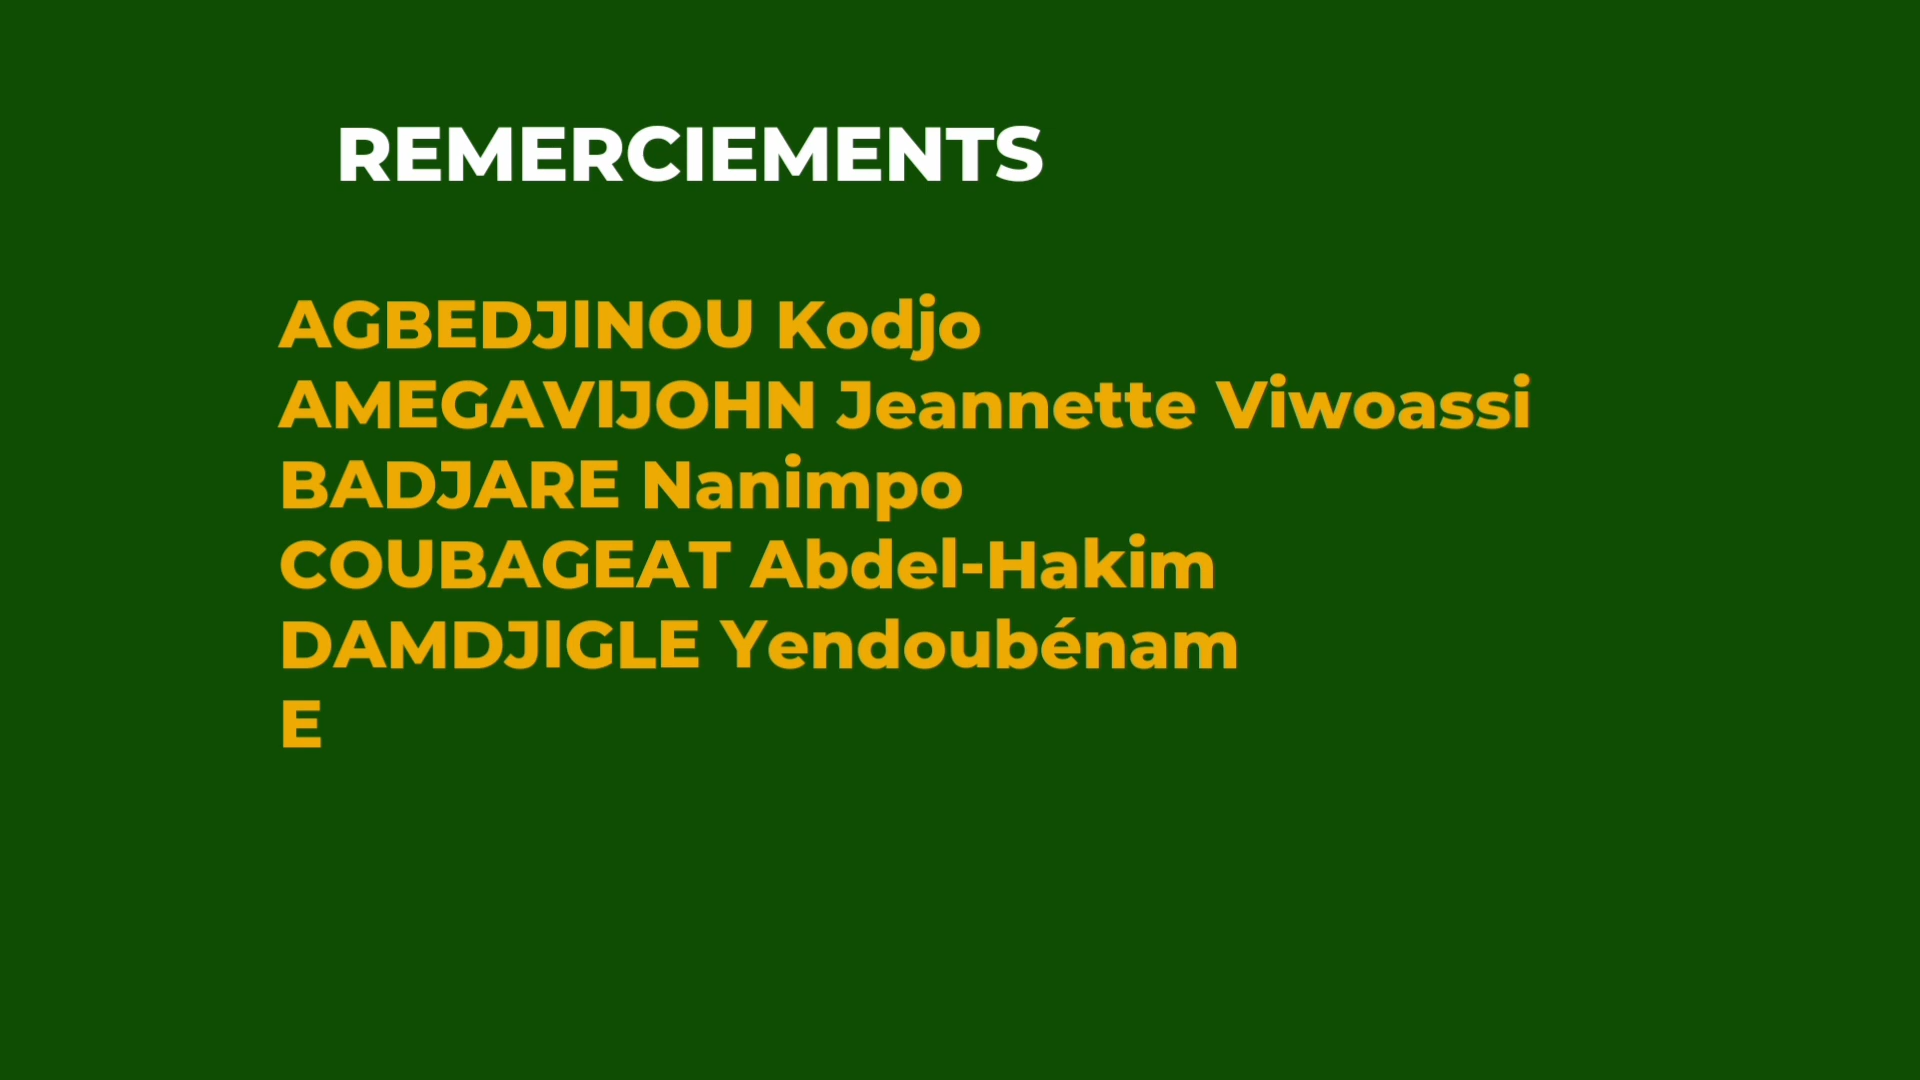 REMERCIEMENTS
AGBEDJINOU Kodjo
AMEGAVIJOHN Jeannette Viwoassi
BADJARE Nanimpo
COUBAGEAT Abdel-Hakim
DAMDJIGLE Yendoubénam
E